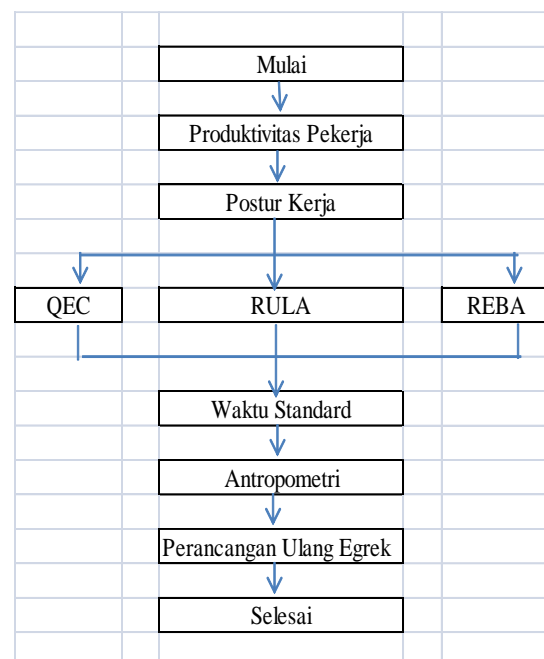 Mulai
Produktivitas Pekerja
Postur Kerja
QEC
RULA
REBA
Waktu Standard
Antropometri
Perancangan Ulang Egrek
Selesai